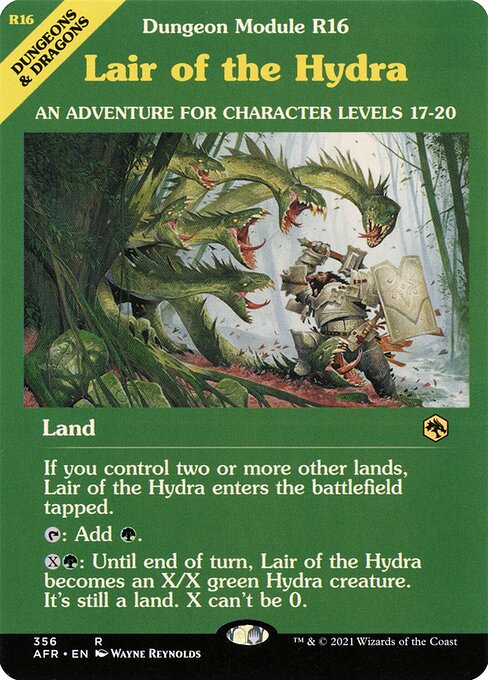 R16
DUNGEONS
& DRAGONS
Dungeon Module R16
Lair of the Hydra
AN ADVENTURE FOR CHARACTER LEVELS 17-20
Land
If you control two or more other lands,
Lair of the Hydra enters the battlefield
tapped.
: Add .
X : Until end of turn, Lair of the Hydra
becomes an X/X green Hydra creature.
It's still a land. X can't be 0.
356 R
AFR • EN WAYNE REYNOLDS
™ & © 2021 Wizards of the Coast